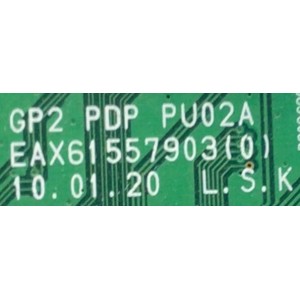 GP2 PDP PU02A
EAX61557903(0)
10.01.20 L.S.K